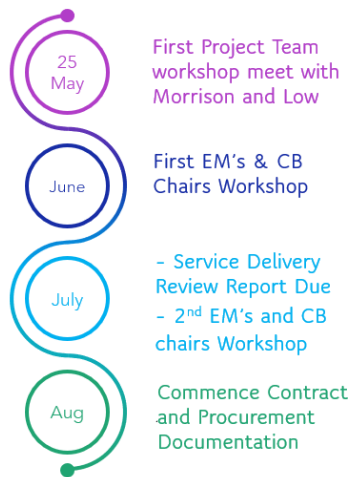 25
May
First Project Team
workshop meet with
Morrison and Low
June
First EM's & CB
Chairs Workshop
July
- Service Delivery
Review Report Due
- 2nd EM's and CB
chairs Workshop
Aug
Commence Contract
and Procurement
Documentation